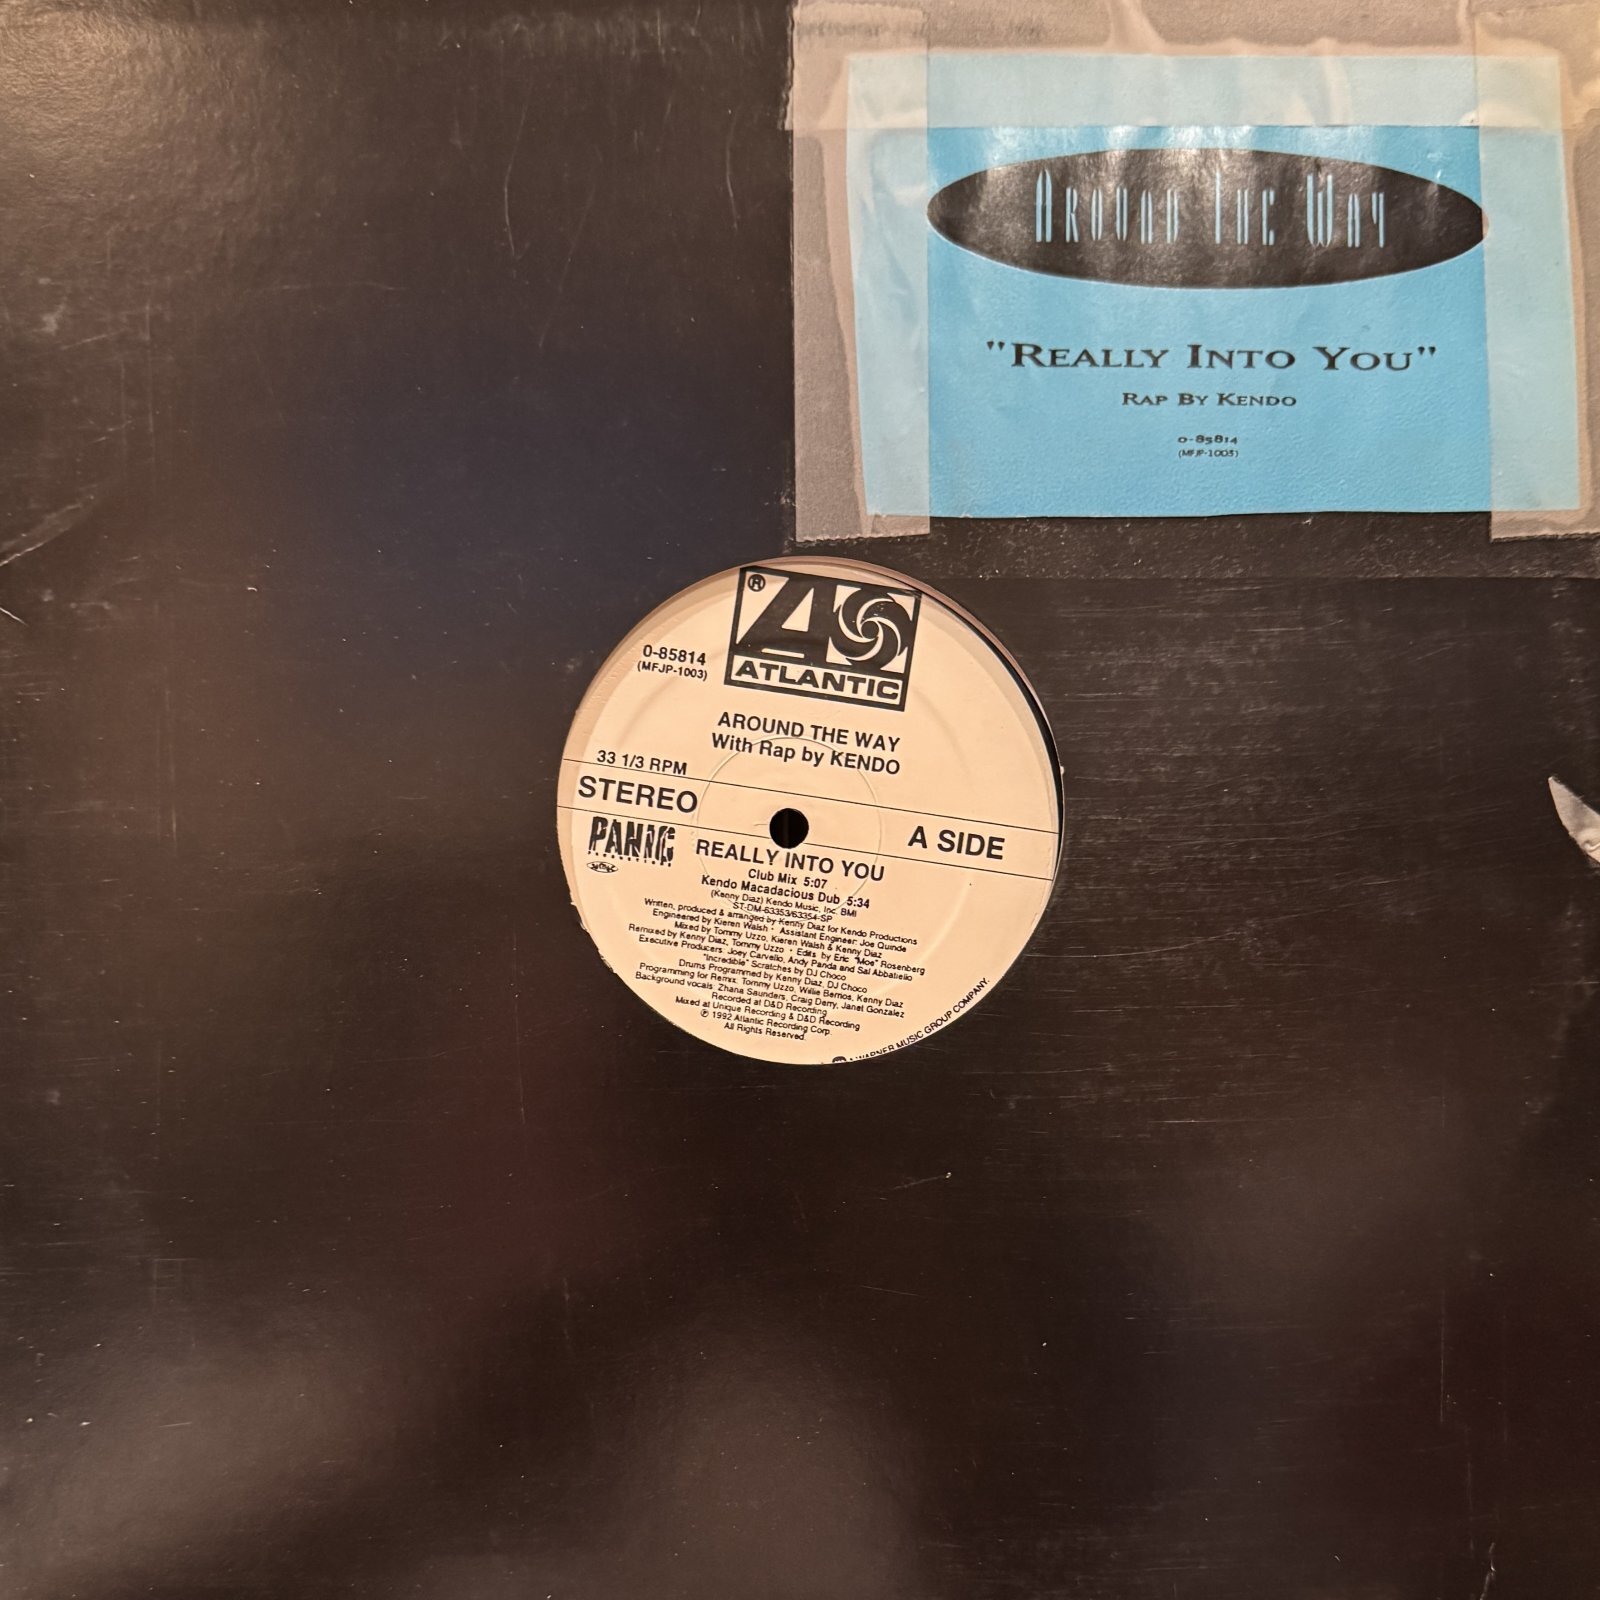 AROUND THE WAY
"REALLY INTO YOU"
RAP BY KENDO
0-85814
(MFJP-1003)
®
ATLANTIC
0-85814
(MFJP-1003)
AROUND THE WAY
With Rap by KENDO
33 1/3 RPM
STEREO
A SIDE
PANIC
PRODUCTIONS
REALLY INTO YOU
Club Mix 5:07
Kendo Macadacious Dub 5:34
(Kenny Diaz) Kendo Music, Inc. BMI
ST-DM-63353/63354-SP
Written, produced & arranged by Kenny Diaz for Kendo Productions
Engineered by Kieren Walsh • Assistant Engineer: Joe Quinde
Mixed by Tommy Uzzo, Kieren Walsh & Kenny Diaz
Remixed by Kenny Diaz, Tommy Uzzo • Edits by Eric "Moe" Rosenberg
Executive Producers: Joey Carvello, Andy Panda and Sal Abbatiello
"Incredible" Scratches by DJ Choco
Drums Programmed by Kenny Diaz, DJ Choco
Programming for Remix: Tommy Uzzo, Willie Berrios, Kenny Diaz
Background vocals: Zhana Saunders, Craig Derry, Janet Gonzalez
Recorded at D&D Recording
Mixed at Unique Recording & D&D Recording
℗ 1992 Atlantic Recording Corp.
All Rights Reserved.
A WARNER MUSIC GROUP COMPANY.